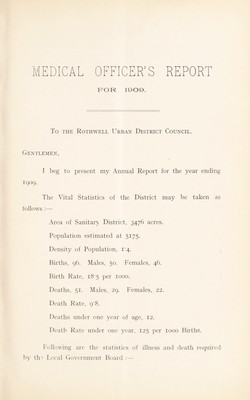 MEDICAL OFFICER'S REPORT
FOR 1909.
To the Rothwell Urban District Council.
Gentlemen,
I beg to present my Annual Report for the year ending
1909.
The Vital Statistics of the District may be taken as
follows:—
Area of Sanitary District, 3476 acres.
Population estimated at 5175.
Density of Population, 1·4.
Births, 96. Males, 50. Females, 46.
Birth Rate, 18·5 per 1000.
Deaths, 51. Males, 29. Females, 22.
Death Rate, 9·8.
Deaths under one year of age, 12.
Death Rate under one year, 125 per 1000 Births.
Following are the statistics of illness and death required
by the Local Government Board:—